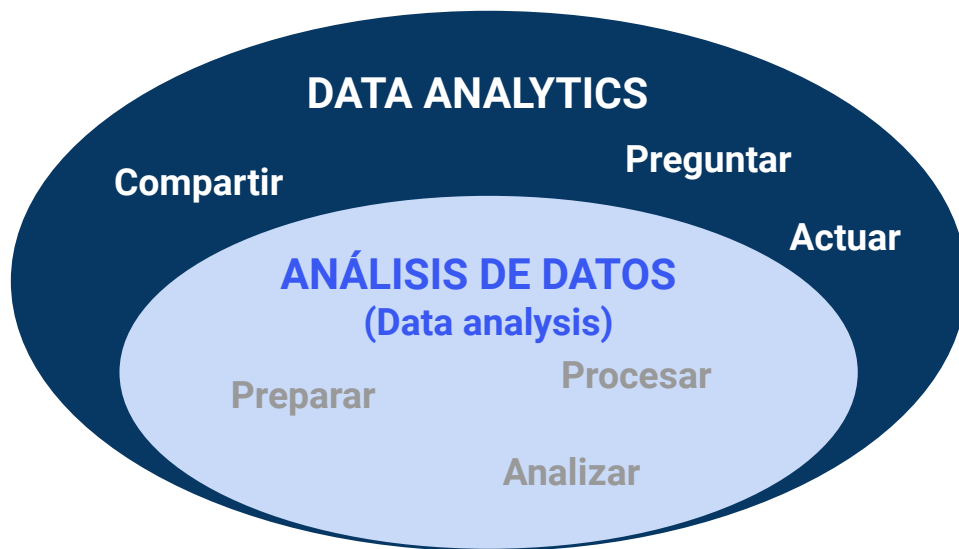 DATA ANALYTICS
Preguntar
Compartir
Actuar
ANÁLISIS DE DATOS
(Data analysis)
Procesar
Preparar
Analizar